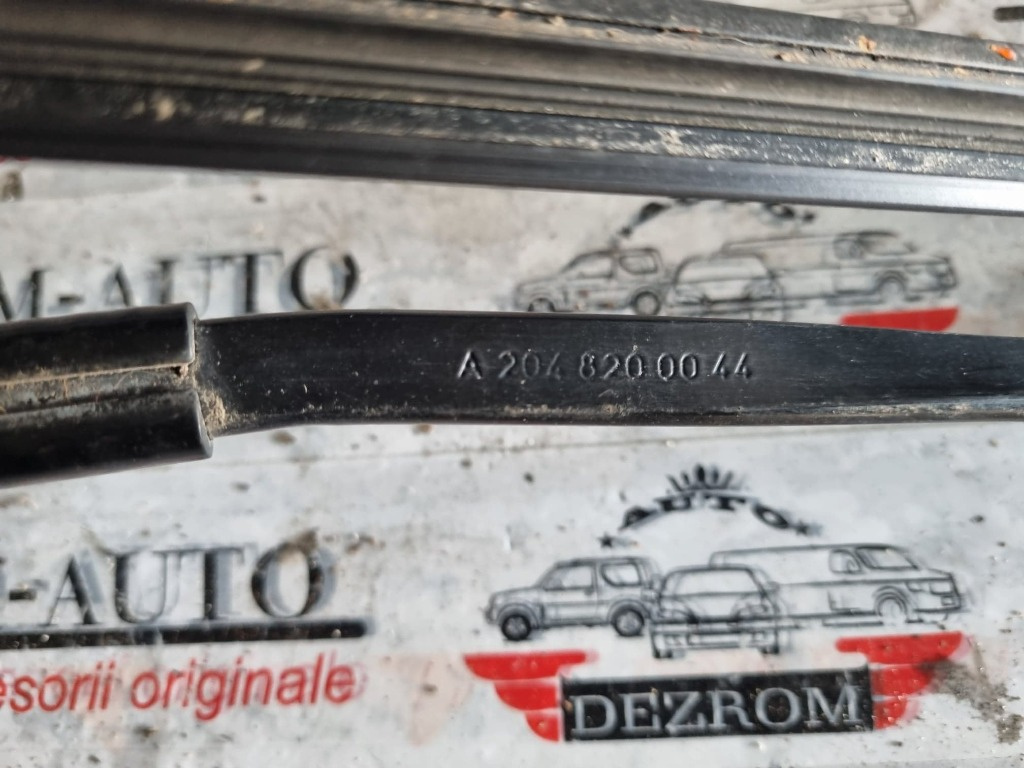 M-AUTO
A 204 820 00 44
AUTO
-AUTO
esorii originale
DEZROM